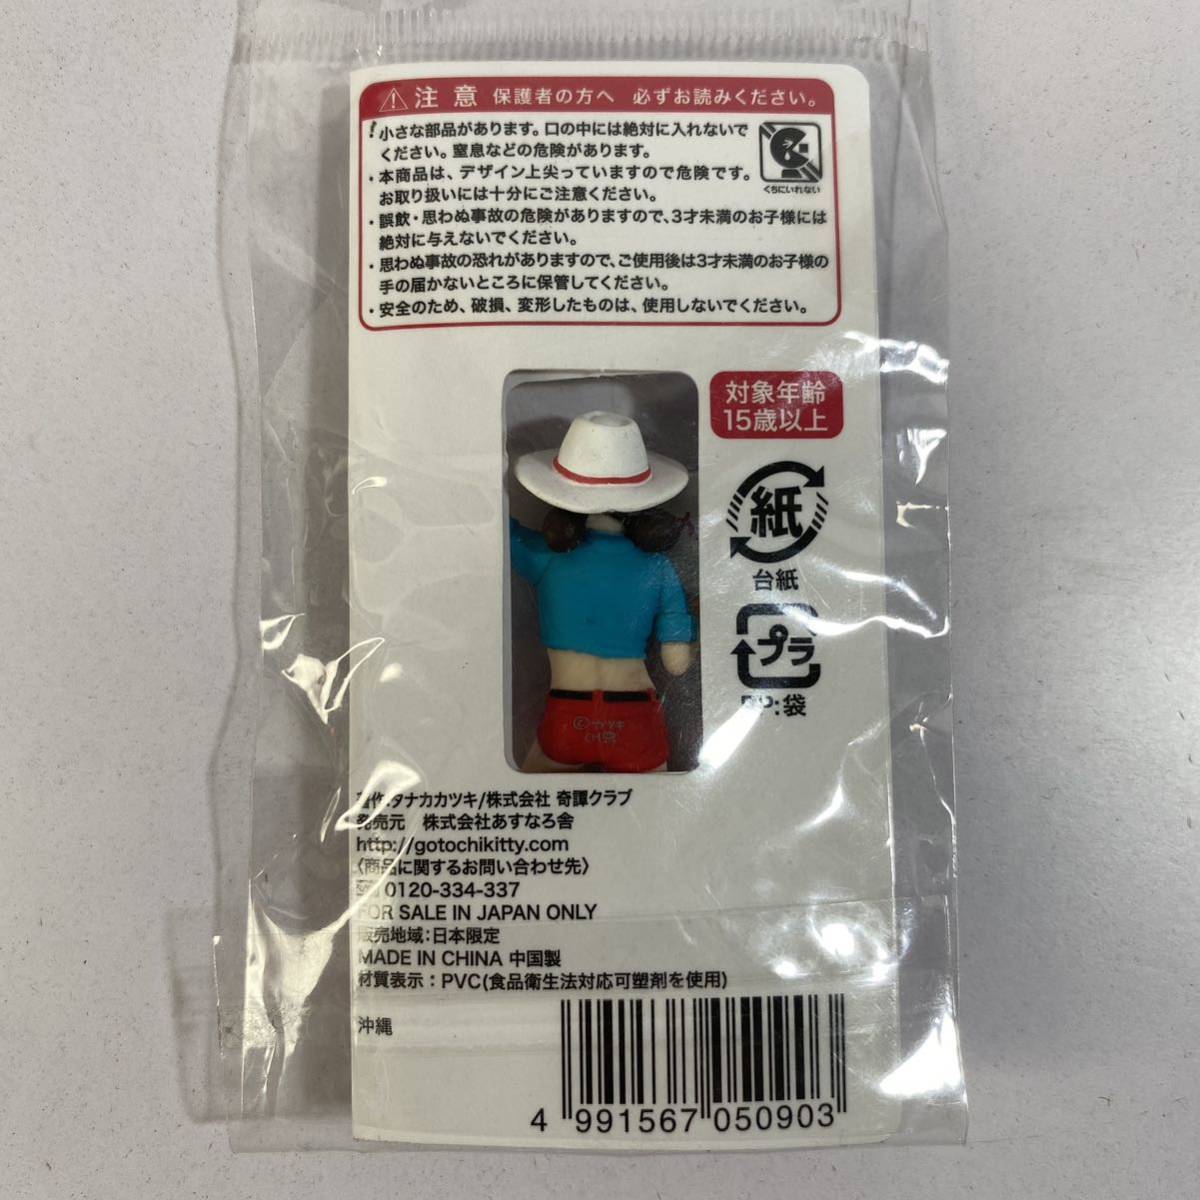 注意 保護者の方へ 必ずお読みください。
！小さな部品があります。口の中には絶対に入れないで
ください。窒息などの危険があります。
・本商品は、デザイン上尖っていますので危険です。
お取り扱いには十分にご注意ください。
くちにいれない
・誤飲・思わぬ事故の危険がありますので、3才未満のお子様には
絶対に与えないでください。
・思わぬ事故の恐れがありますので、ご使用後は3才未満のお子様の
手の届かないところに保管してください。
・安全のため、破損、変形したものは、使用しないでください。
対象年齢
15歳以上
紙
台紙
プラ
PP:袋
著作:タナカカツキ/株式会社 奇譚クラブ
発売元 株式会社あすなろ舎
http://gotochikitty.com
〈商品に関するお問い合わせ先〉
0120-334-337
FOR SALE IN JAPAN ONLY
販売地域:日本限定
MADE IN CHINA 中国製
材質表示:PVC(食品衛生法対応可塑剤を使用)
沖縄
4 991567 050903